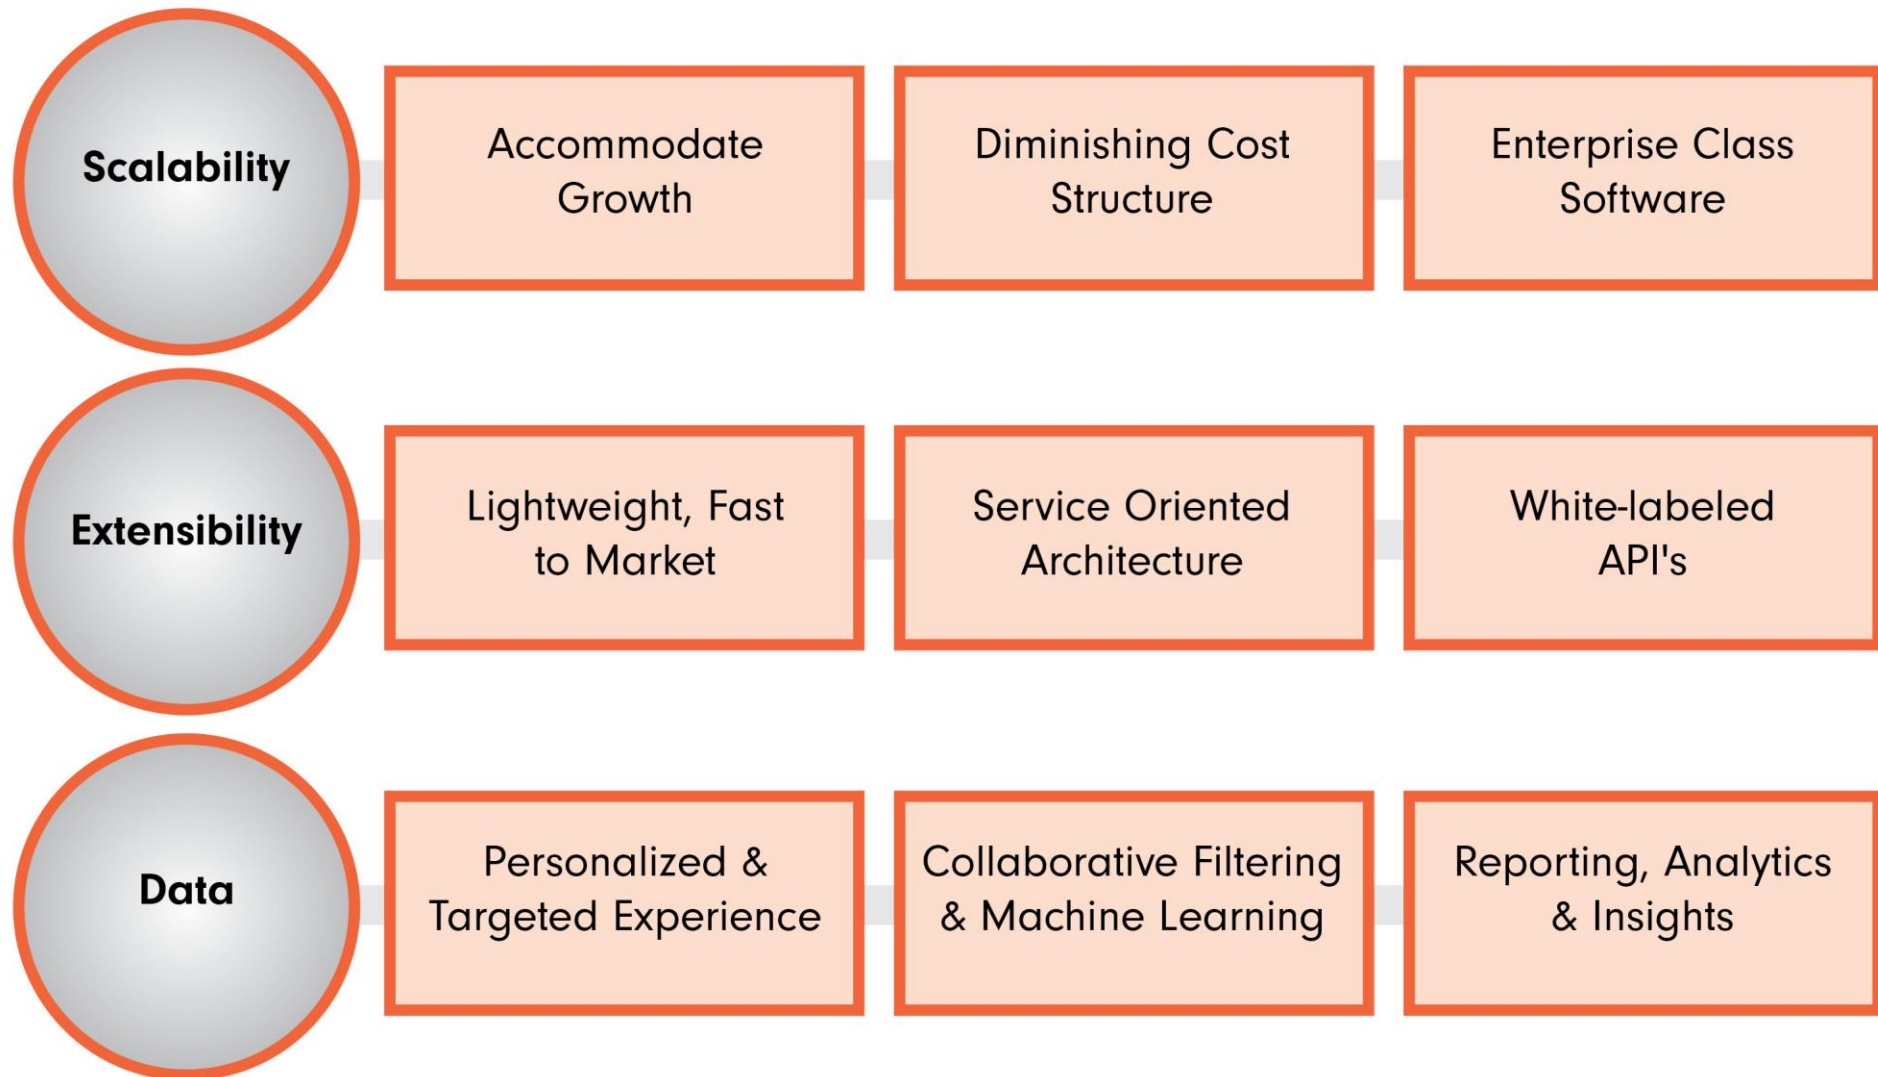 Scalability
Accommodate
Growth
Diminishing Cost
Structure
Enterprise Class
Software
Extensibility
Lightweight, Fast
to Market
Service Oriented
Architecture
White-labeled
API's
Data
Personalized &
Targeted Experience
Collaborative Filtering
& Machine Learning
Reporting, Analytics
& Insights